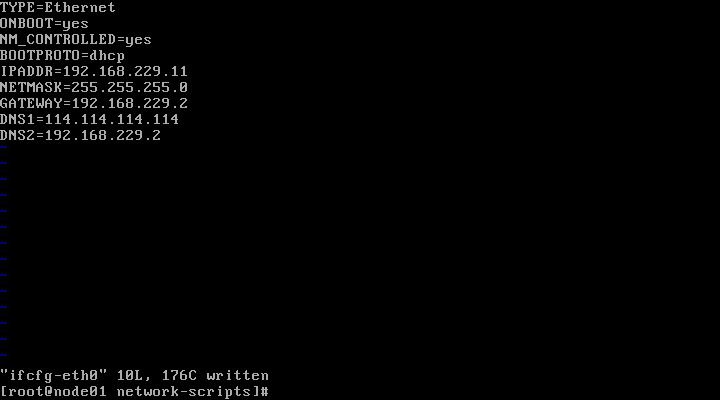 TYPE=Ethernet
ONBOOT=yes
NM_CONTROLLED=yes
BOOTPROTO=dhcp
IPADDR=192.168.229.11
NETMASK=255.255.255.0
GATEWAY=192.168.229.2
DNS1=114.114.114.114
DNS2=192.168.229.2
~
~
~
~
~
~
~
~
~
~
~
~
~
~
"ifcfg-eth0" 10L, 176C written
[root@node01 network-scripts]#